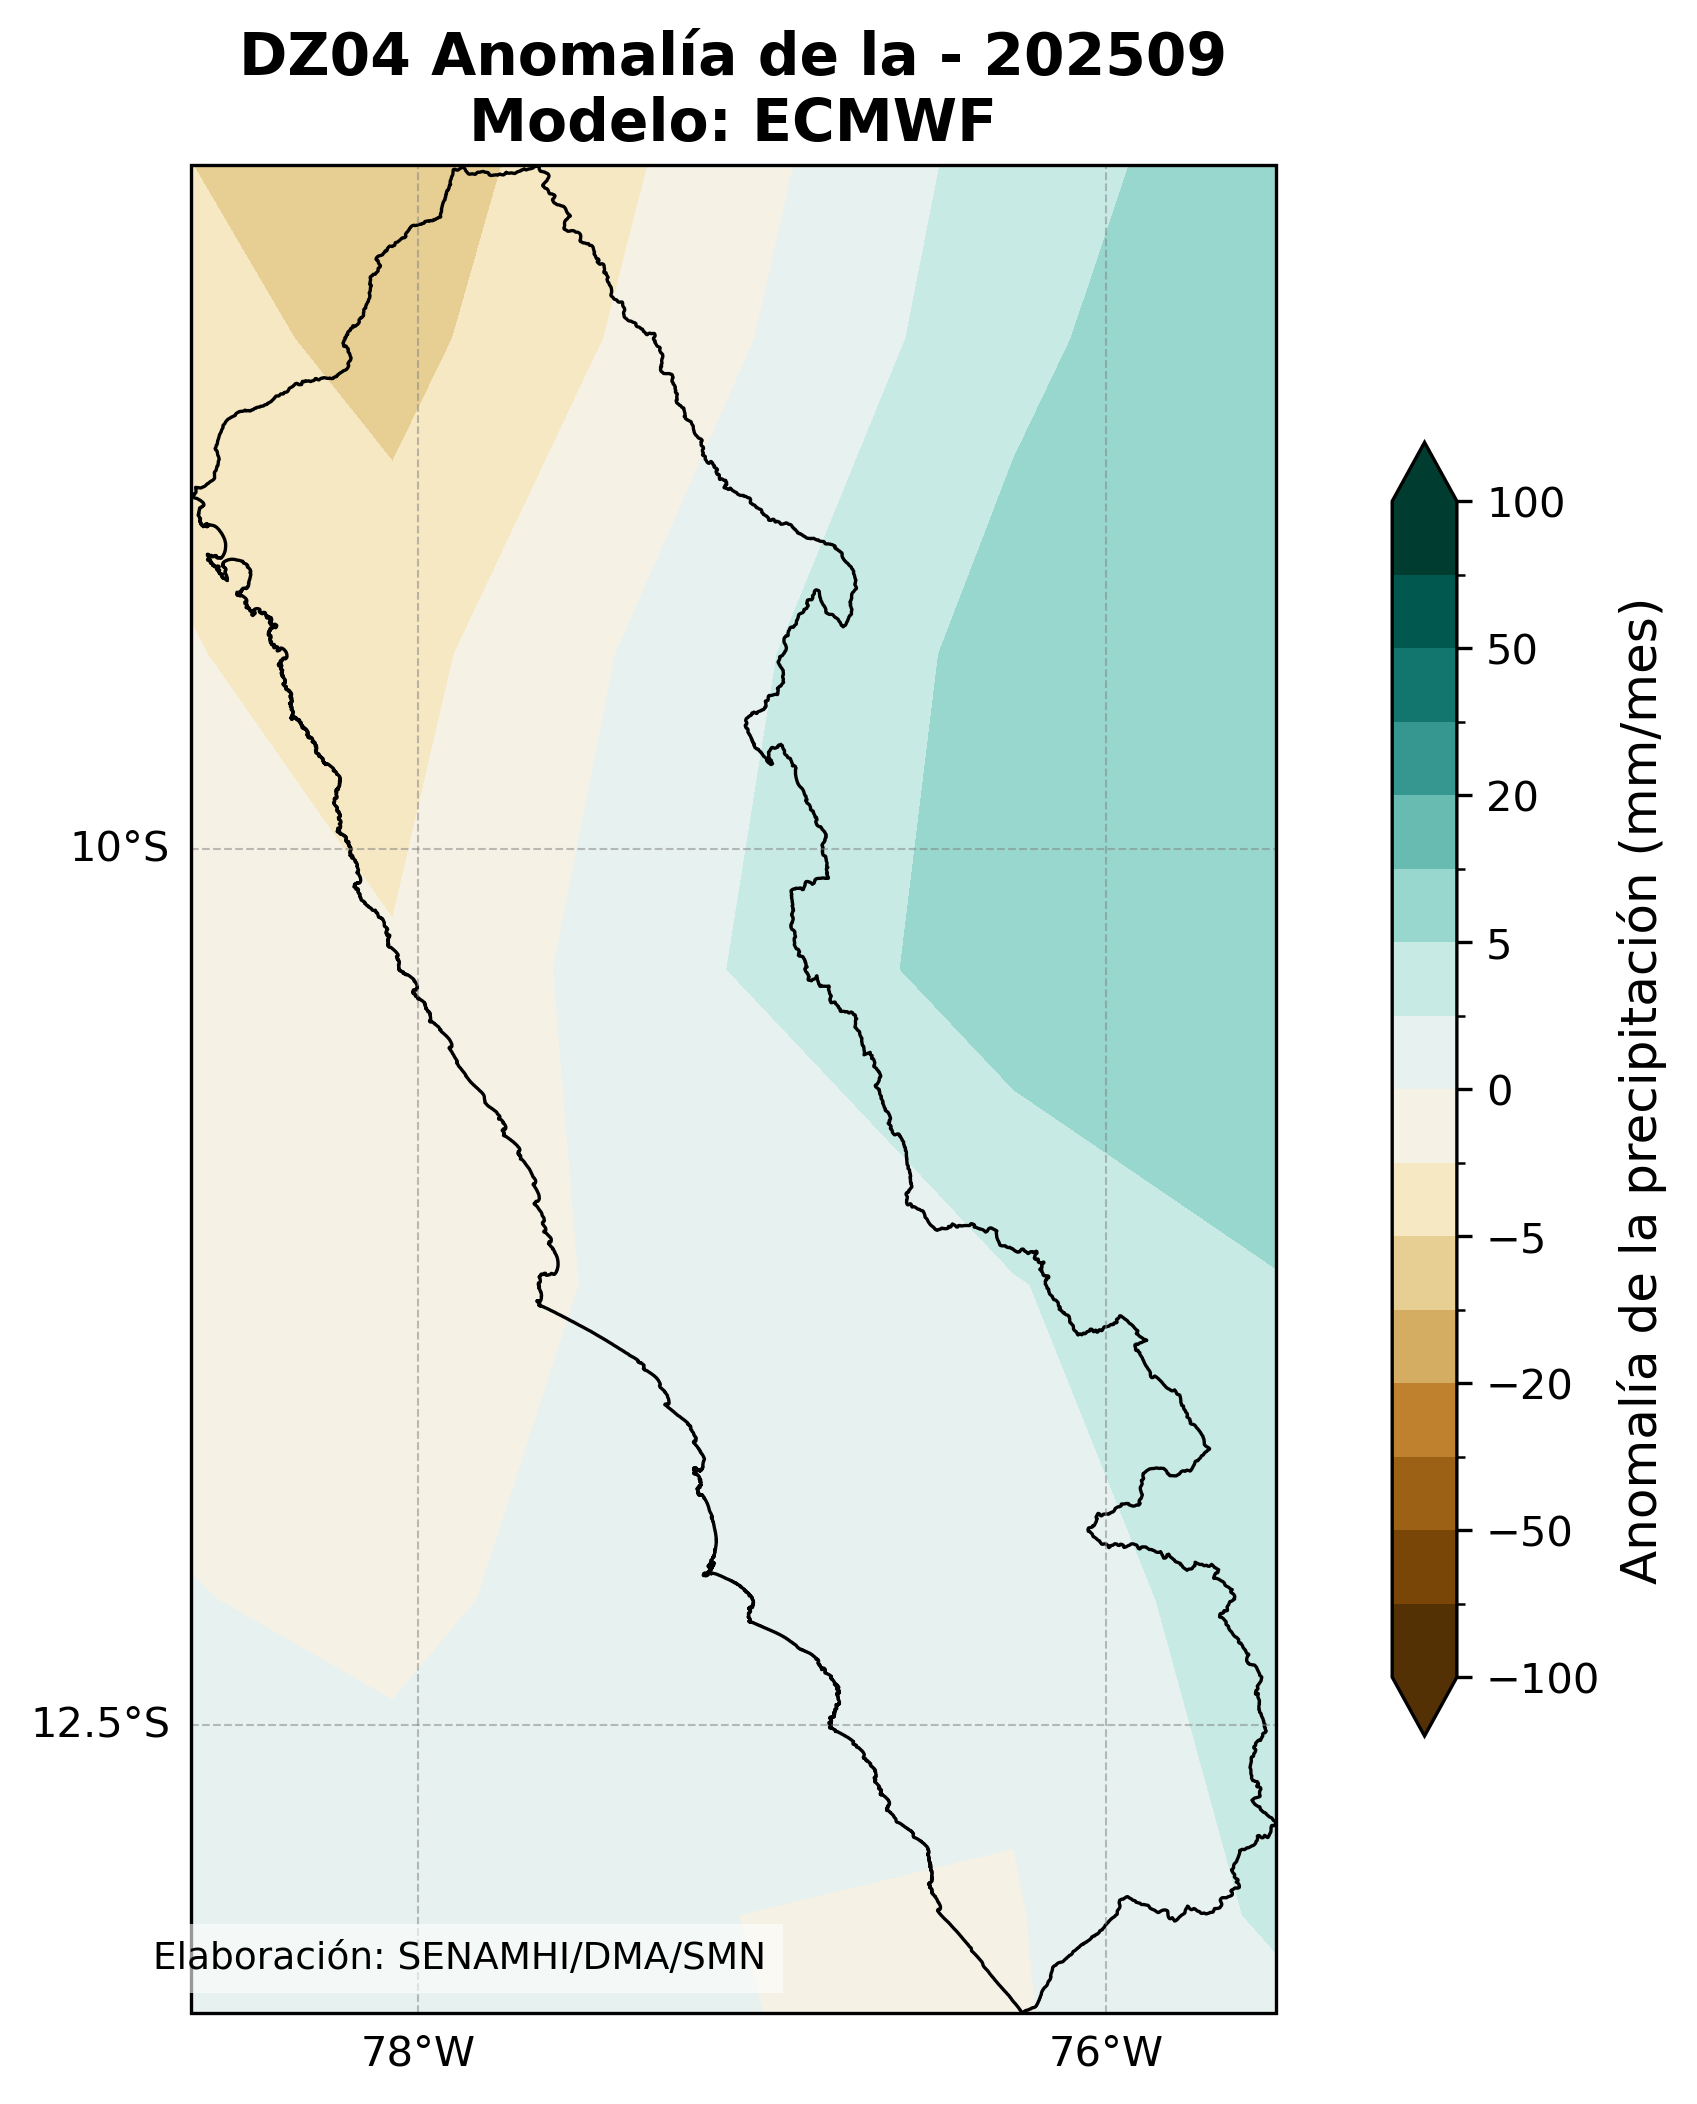 DZ04 Anomalía de la - 202509
Modelo: ECMWF
10°S
12.5°S
78°W
76°W
Elaboración: SENAMHI/DMA/SMN
100
50
20
5
0
−5
−20
−50
−100
Anomalía de la precipitación (mm/mes)